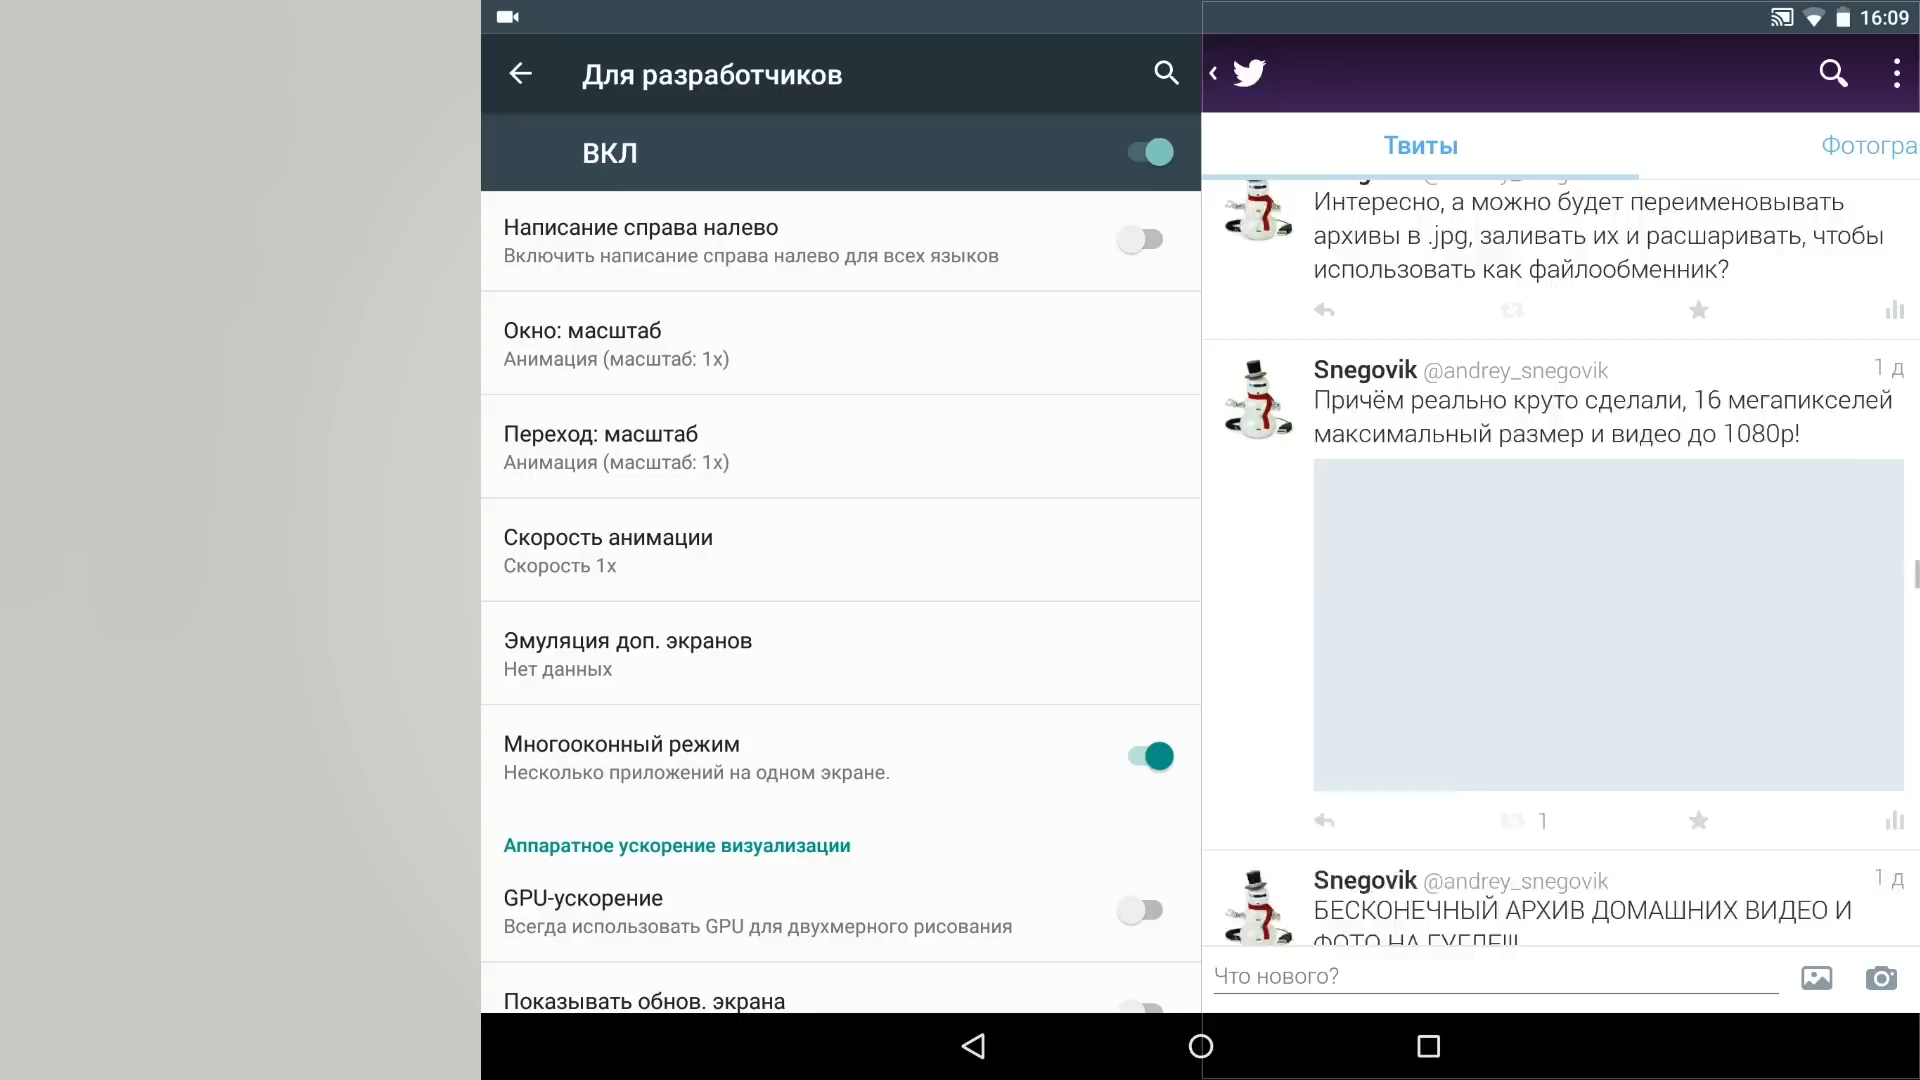 16:09
Для разработчиков
ВКЛ
Написание справа налево
Включить написание справа налево для всех языков
Окно: масштаб
Анимация (масштаб: 1x)
Переход: масштаб
Анимация (масштаб: 1x)
Скорость анимации
Скорость 1x
Эмуляция доп. экранов
Нет данных
Многооконный режим
Несколько приложений на одном экране.
Аппаратное ускорение визуализации
GPU-ускорение
Всегда использовать GPU для двухмерного рисования
Показывать обнов. экрана
Твиты
Фотогра
Интересно, а можно будет переименовывать
архивы в .jpg, заливать их и расшаривать, чтобы
использовать как файлообменник?
Snegovik @andrey_snegovik 1 д
Причём реально круто сделали, 16 мегапикселей
максимальный размер и видео до 1080p!
1
Snegovik @andrey_snegovik 1 д
БЕСКОНЕЧНЫЙ АРХИВ ДОМАШНИХ ВИДЕО И
ФОТО НА ГУГЛЕ!!!
Что нового?